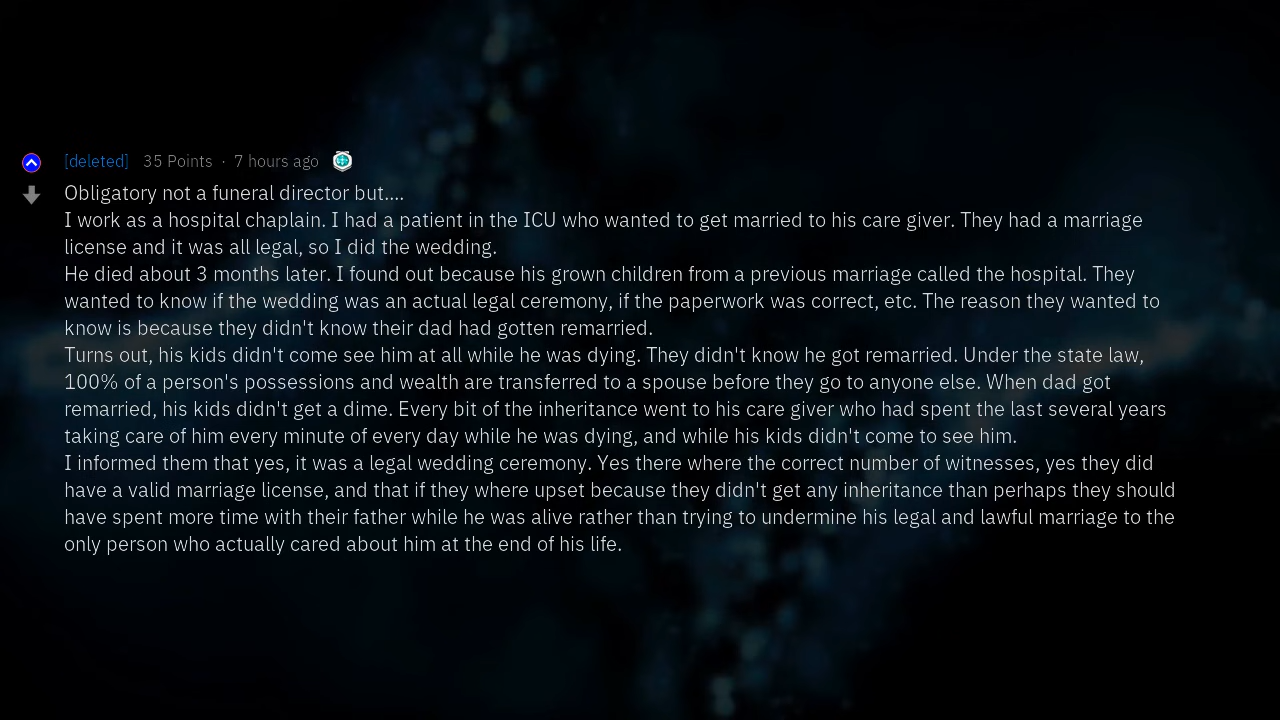 [deleted] 35 Points · 7 hours ago
Obligatory not a funeral director but....
I work as a hospital chaplain. I had a patient in the ICU who wanted to get married to his care giver. They had a marriage
license and it was all legal, so I did the wedding.
He died about 3 months later. I found out because his grown children from a previous marriage called the hospital. They
wanted to know if the wedding was an actual legal ceremony, if the paperwork was correct, etc. The reason they wanted to
know is because they didn't know their dad had gotten remarried.
Turns out, his kids didn't come see him at all while he was dying. They didn't know he got remarried. Under the state law,
100% of a person's possessions and wealth are transferred to a spouse before they go to anyone else. When dad got
remarried, his kids didn't get a dime. Every bit of the inheritance went to his care giver who had spent the last several years
taking care of him every minute of every day while he was dying, and while his kids didn't come to see him.
I informed them that yes, it was a legal wedding ceremony. Yes there where the correct number of witnesses, yes they did
have a valid marriage license, and that if they where upset because they didn't get any inheritance than perhaps they should
have spent more time with their father while he was alive rather than trying to undermine his legal and lawful marriage to the
only person who actually cared about him at the end of his life.